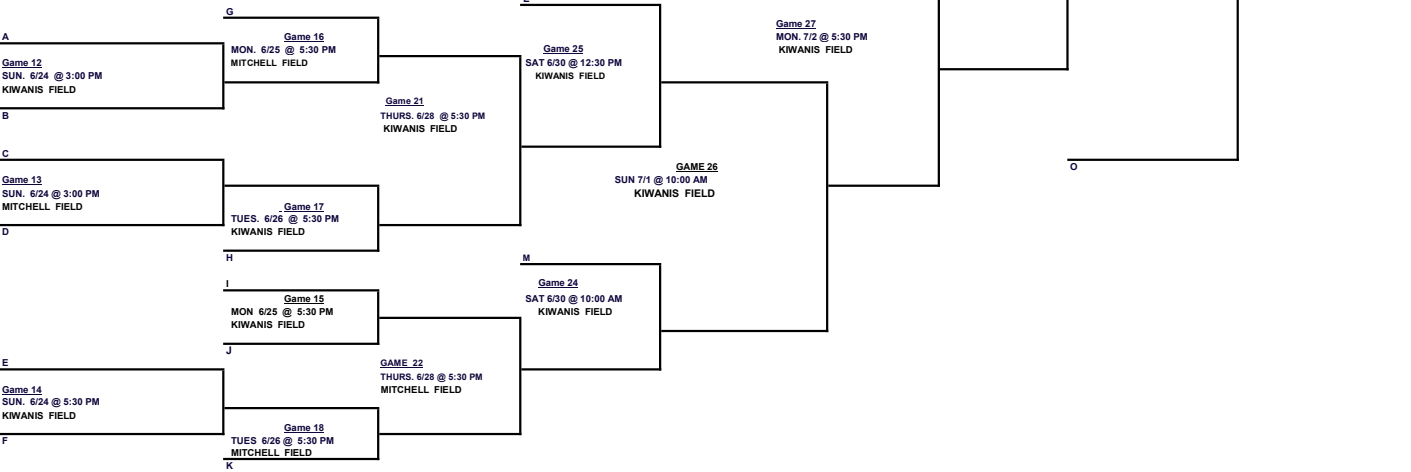 G
Game 27
A
Game 16
MON. 7/2 @ 5:30 PM
MON. 6/25 @ 5:30 PM
Game 25
KIWANIS FIELD
Game 12
MITCHELL FIELD
SAT 6/30 @ 12:30 PM
SUN. 6/24 @ 3:00 PM
KIWANIS FIELD
KIWANIS FIELD
Game 21
B
THURS. 6/28 @ 5:30 PM
KIWANIS FIELD
C
GAME 26
O
Game 13
SUN 7/1 @ 10:00 AM
SUN. 6/24 @ 3:00 PM
KIWANIS FIELD
MITCHELL FIELD
Game 17
TUES. 6/26 @ 5:30 PM
D
KIWANIS FIELD
H
M
I
Game 24
Game 15
SAT 6/30 @ 10:00 AM
MON 6/25 @ 5:30 PM
KIWANIS FIELD
KIWANIS FIELD
J
E
GAME 22
THURS. 6/28 @ 5:30 PM
Game 14
MITCHELL FIELD
SUN. 6/24 @ 5:30 PM
KIWANIS FIELD
Game 18
F
TUES 6/26 @ 5:30 PM
MITCHELL FIELD
K